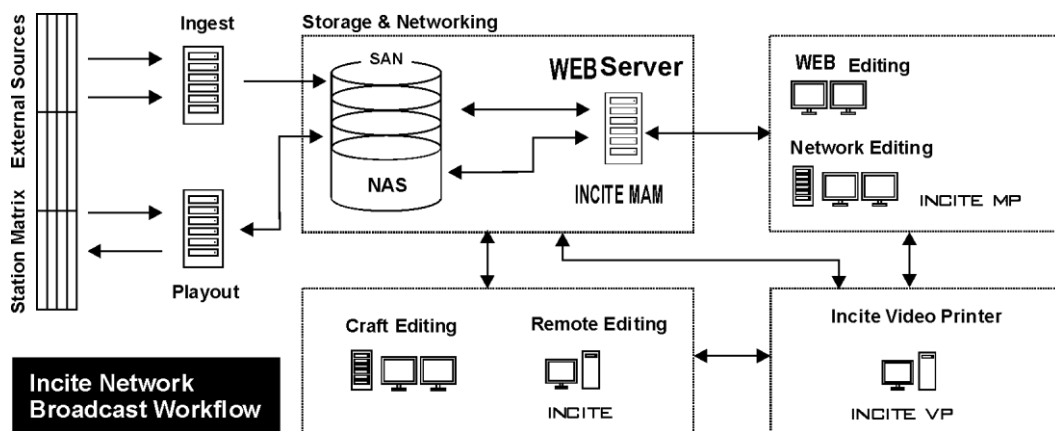 External Sources
Station Matrix
Ingest
Playout
Storage & Networking
SAN
NAS
WEB Server
INCITE MAM
WEB Editing
Network Editing
INCITE MP
Craft Editing
Remote Editing
INCITE
Incite Video Printer
INCITE VP
Incite Network
Broadcast Workflow